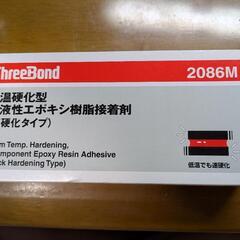 ThreeBond
2086M
温硬化型
液性エポキシ樹脂接着剤
硬化タイプ)
m Temp. Hardening,
mponent Epoxy Resin Adhesive
ck Hardening Type)
低温でも速硬化